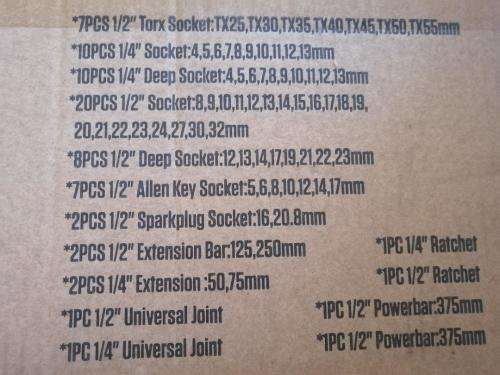 *7PCS 1/2" Torx Socket:TX25,TX30,TX35,TX40,TX45,TX50,TX55mm
*10PCS 1/4" Socket:4,5,6,7,8,9,10,11,12,13mm
*10PCS 1/4" Deep Socket:4,5,6,7,8,9,10,11,12,13mm
*20PCS 1/2" Socket:8,9,10,11,12,13,14,15,16,17,18,19,
20,21,22,23,24,27,30,32mm
*8PCS 1/2" Deep Socket:12,13,14,17,19,21,22,23mm
*7PCS 1/2" Allen Key Socket:5,6,8,10,12,14,17mm
*2PCS 1/2" Sparkplug Socket:16,20.8mm
*2PCS 1/2" Extension Bar:125,250mm
*1PC 1/4" Ratchet
*2PCS 1/4" Extension :50,75mm
*1PC 1/2" Ratchet
*1PC 1/2" Universal Joint
*1PC 1/2" Powerbar:375mm
*1PC 1/4" Universal Joint
*1PC 1/2" Powerbar:375mm